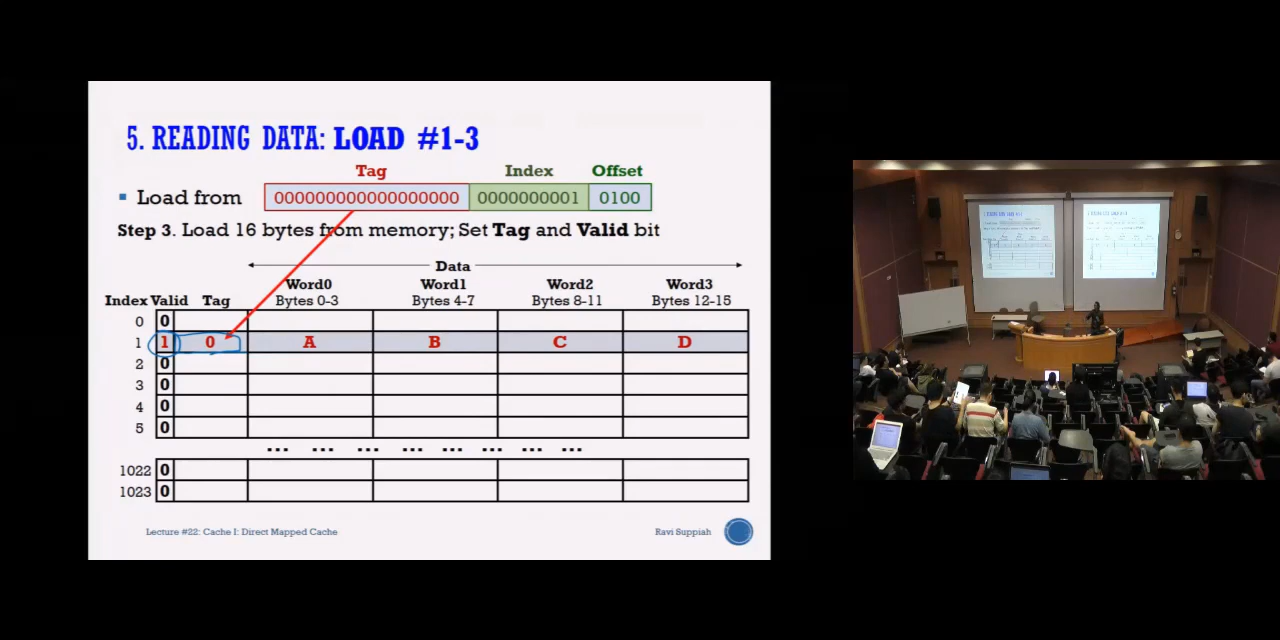 5. READING DATA: LOAD #1-3
Tag Index Offset
▪ Load from 000000000000000000 0000000001 0100
Step 3. Load 16 bytes from memory; Set Tag and Valid bit
Data
Word0 Word1 Word2 Word3
Index Valid Tag Bytes 0-3 Bytes 4-7 Bytes 8-11 Bytes 12-15
0 0
1 1 0 A B C D
2 0
3 0
4 0
5 0
... ... ... ... ... ... ... ...
1022 0
1023 0
Lecture #22: Cache I: Direct Mapped Cache Ravi Suppiah